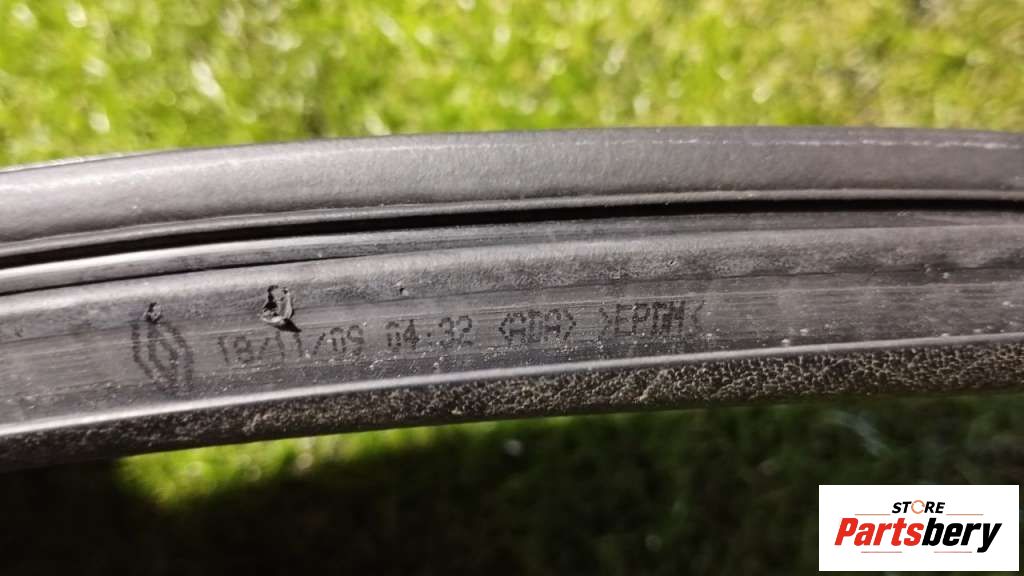 18/11/09 04:32 <ADA> >EPDM<
STORE
Partsbery